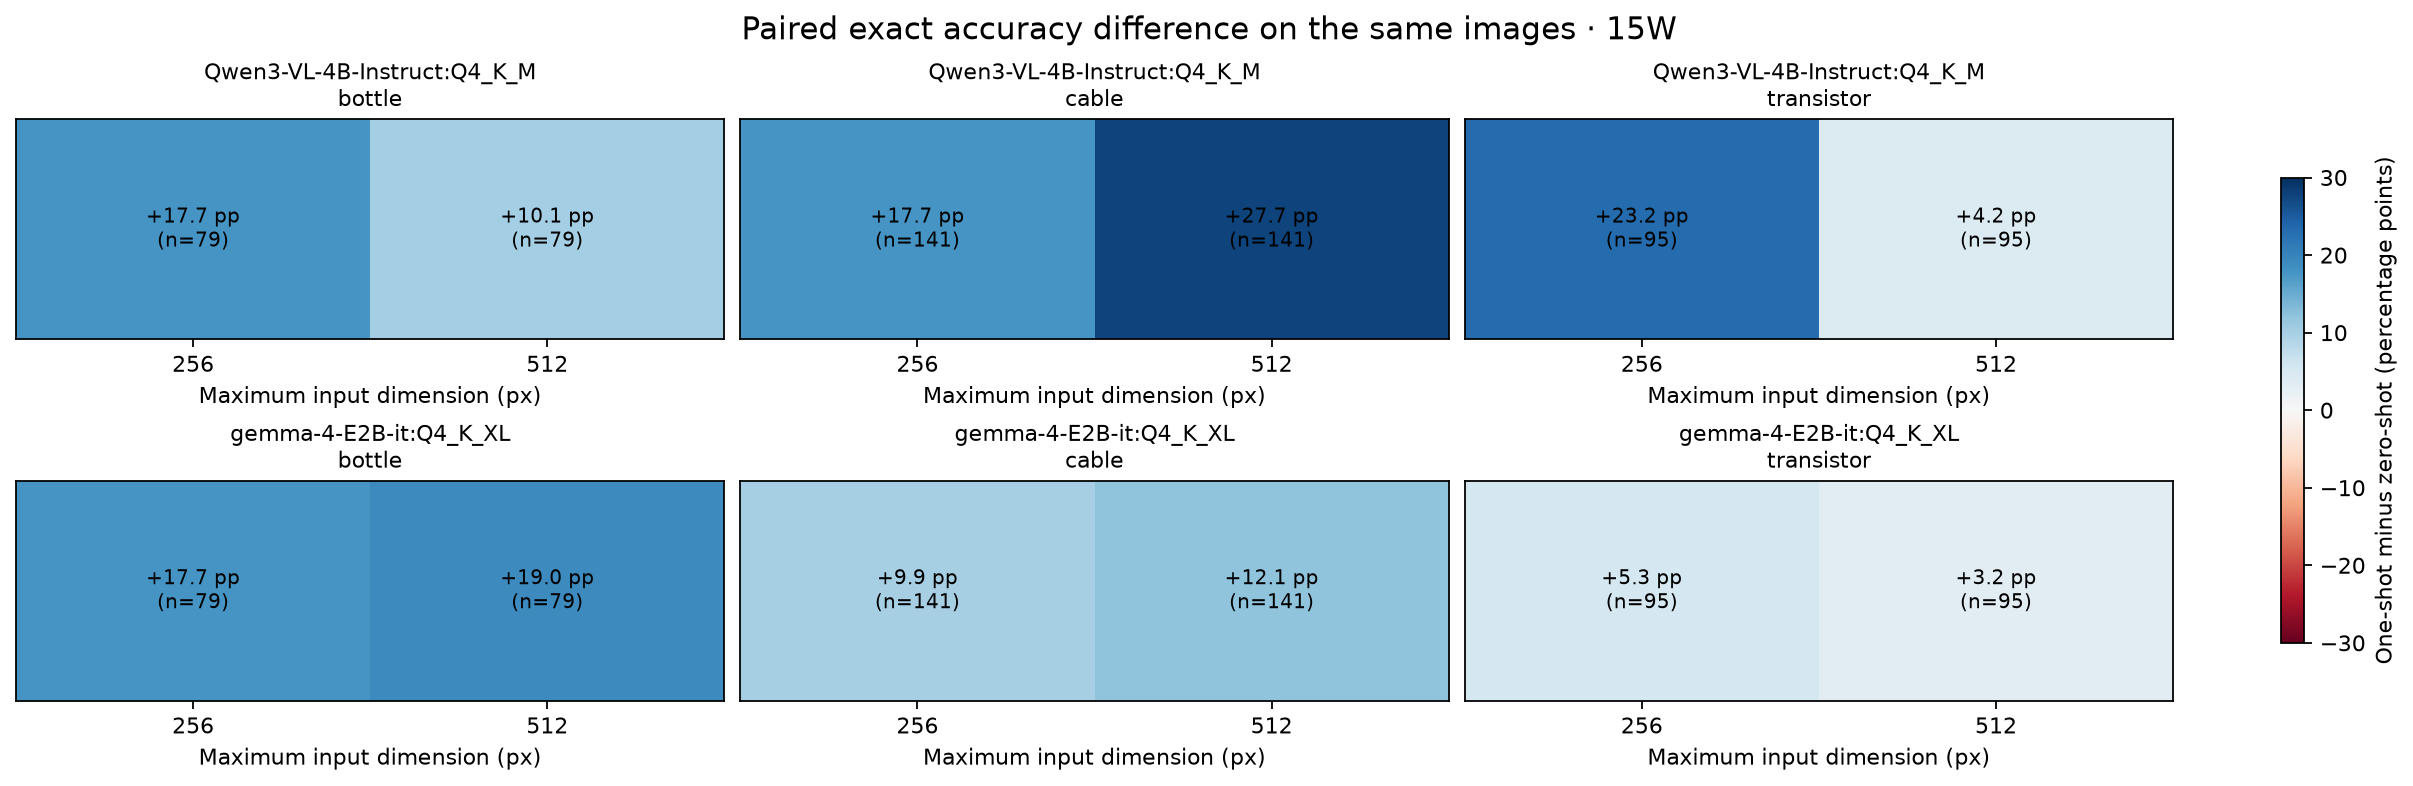 Paired exact accuracy difference on the same images · 15W
Qwen3-VL-4B-Instruct:Q4_K_M
bottle
+17.7 pp
(n=79)
+10.1 pp
(n=79)
256
512
Maximum input dimension (px)
Qwen3-VL-4B-Instruct:Q4_K_M
cable
+17.7 pp
(n=141)
+27.7 pp
(n=141)
256
512
Maximum input dimension (px)
Qwen3-VL-4B-Instruct:Q4_K_M
transistor
+23.2 pp
(n=95)
+4.2 pp
(n=95)
256
512
Maximum input dimension (px)
gemma-4-E2B-it:Q4_K_XL
bottle
+17.7 pp
(n=79)
+19.0 pp
(n=79)
256
512
Maximum input dimension (px)
gemma-4-E2B-it:Q4_K_XL
cable
+9.9 pp
(n=141)
+12.1 pp
(n=141)
256
512
Maximum input dimension (px)
gemma-4-E2B-it:Q4_K_XL
transistor
+5.3 pp
(n=95)
+3.2 pp
(n=95)
256
512
Maximum input dimension (px)
30
20
10
0
−10
−20
−30
One-shot minus zero-shot (percentage points)